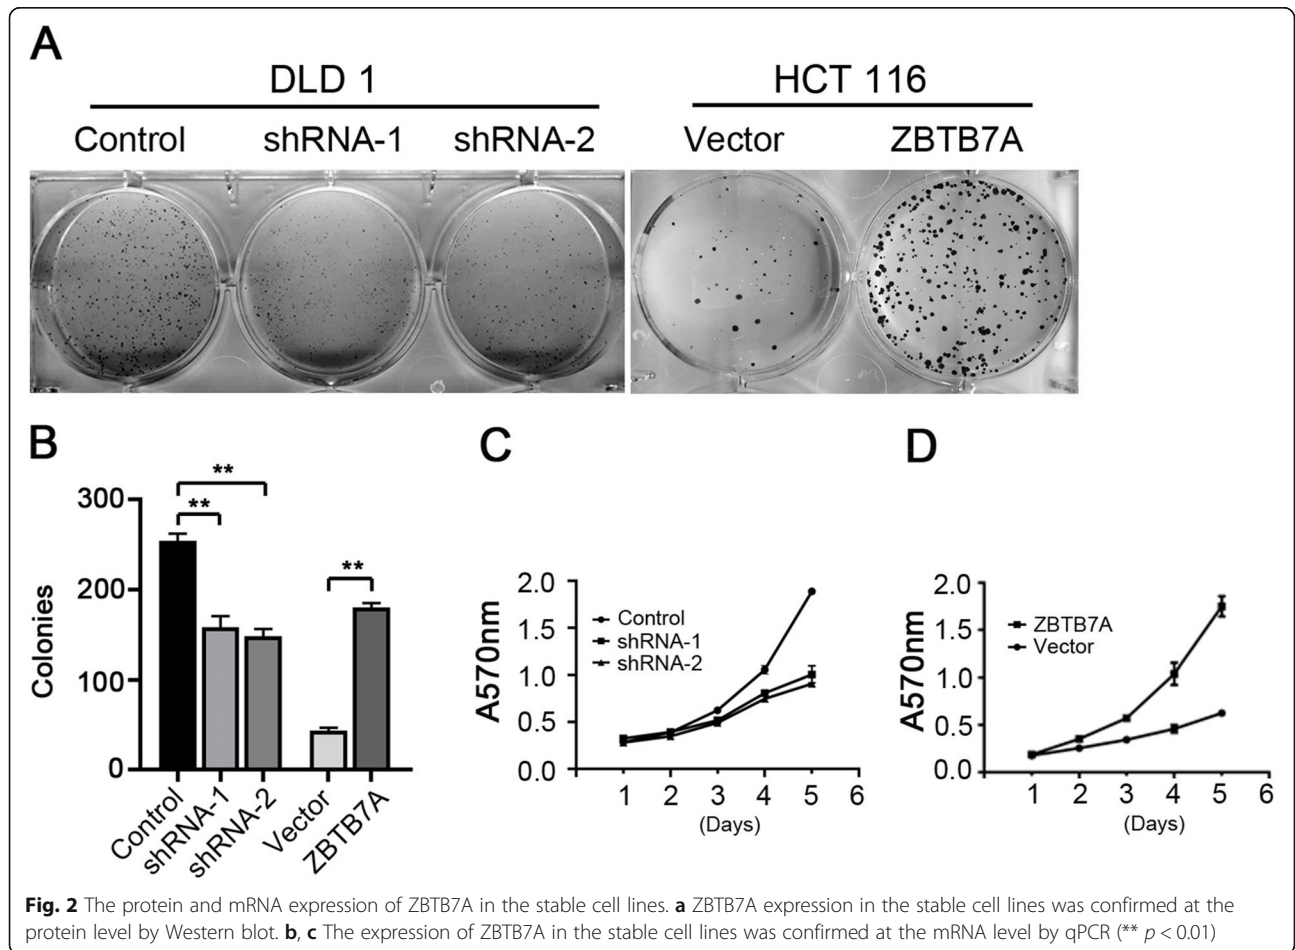 A
DLD 1
HCT 116
Control shRNA-1 shRNA-2
Vector ZBTB7A
B
**
**
**
300
200
100
0
Colonies
Control
shRNA-1
shRNA-2
Vector
ZBTB7A
C
2.0
1.5
1.0
0.5
0.0
A570nm
Control
shRNA-1
shRNA-2
1 2 3 4 5 6
(Days)
D
2.0
1.5
1.0
0.5
0.0
A570nm
ZBTB7A
Vector
1 2 3 4 5 6
(Days)
Fig. 2 The protein and mRNA expression of ZBTB7A in the stable cell lines. a ZBTB7A expression in the stable cell lines was confirmed at the
protein level by Western blot. b, c The expression of ZBTB7A in the stable cell lines was confirmed at the mRNA level by qPCR (** p < 0.01)